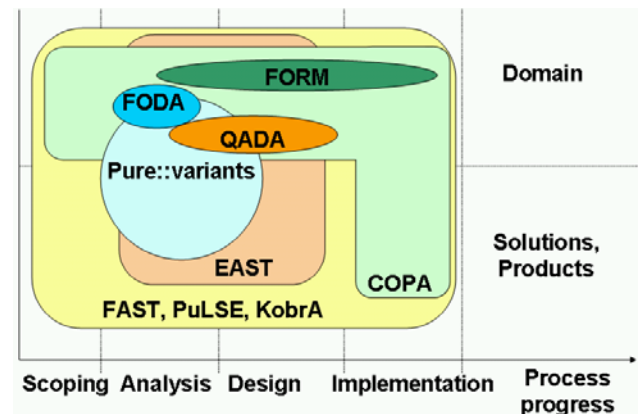 FORM
Domain
FODA
QADA
Pure::variants
Solutions,
Products
EAST
COPA
FAST, PuLSE, KobrA
Scoping
Analysis
Design
Implementation
Process
progress